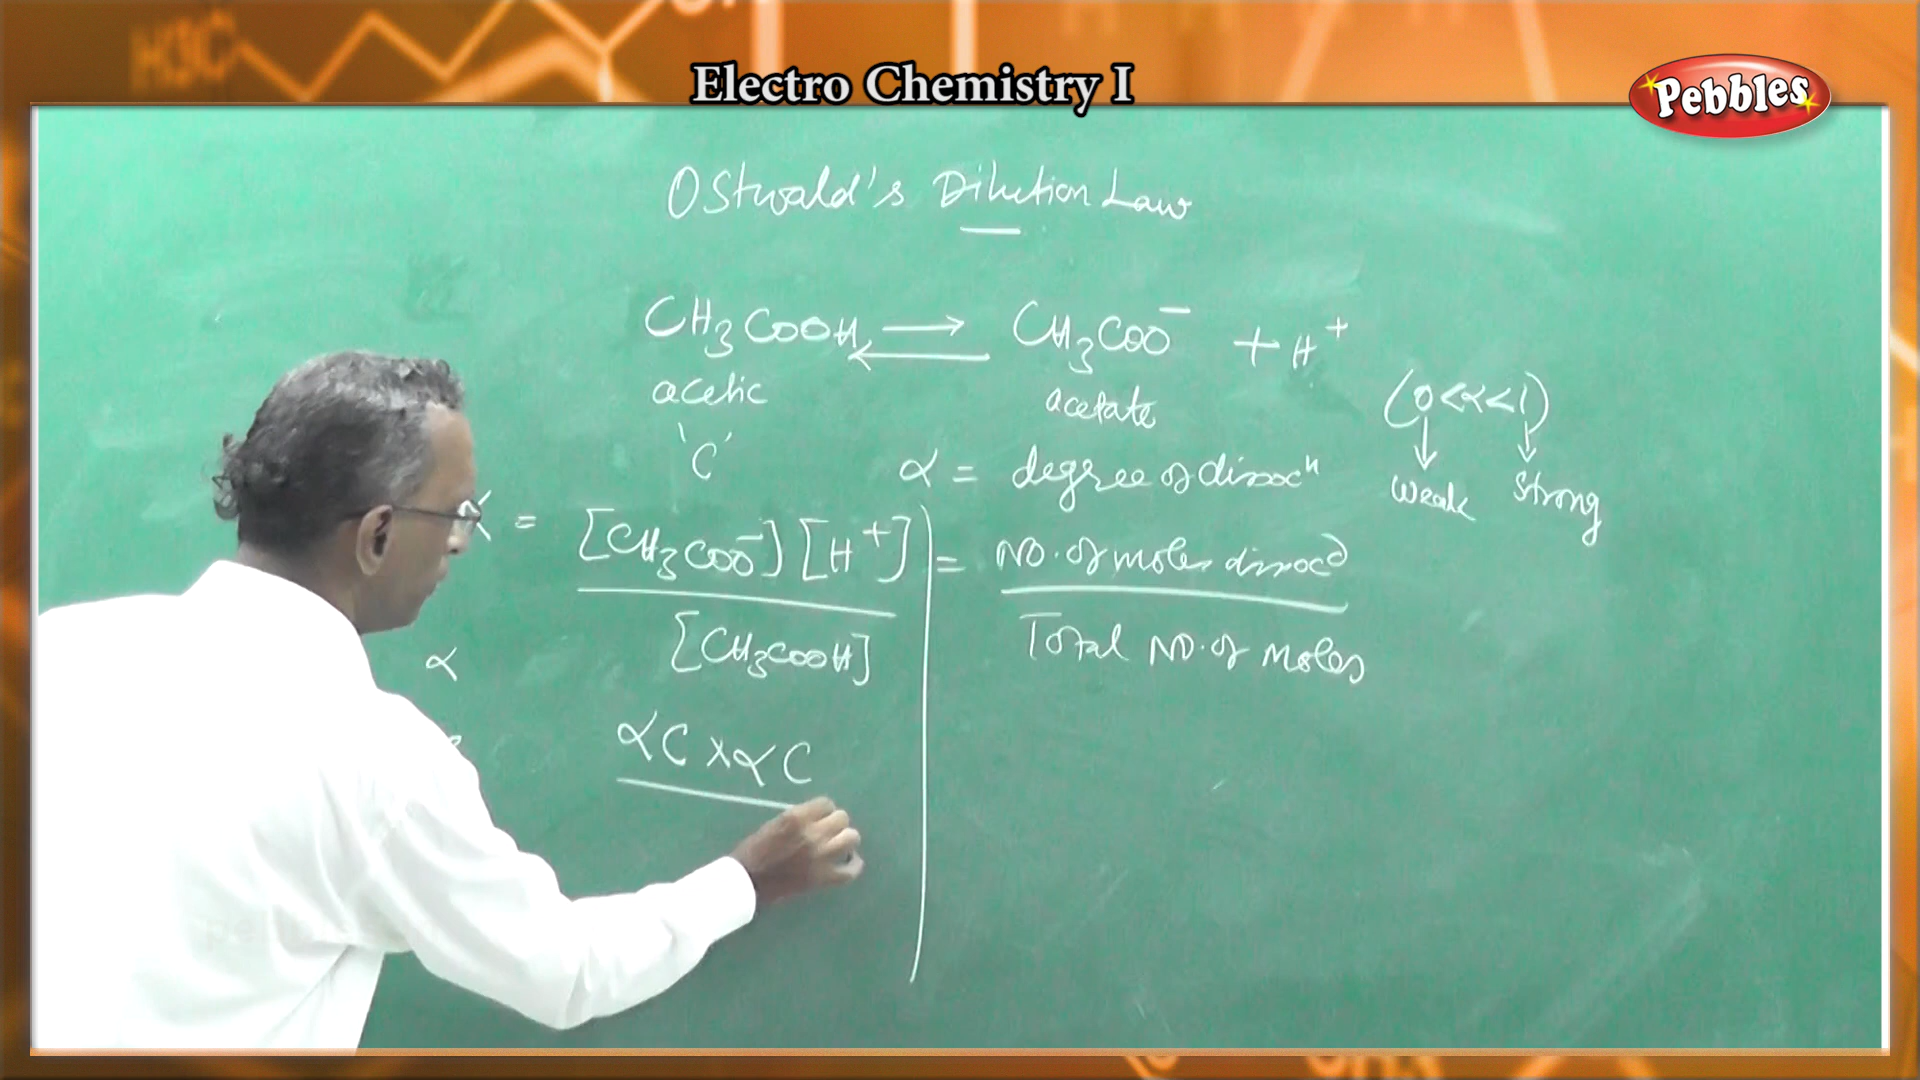 Electro Chemistry I
Pebbles
H3C
Ostwald's Dilution Law
CH3COOH ⇌ CH3COO⁻ + H⁺
acetic acetate
(0<α<1)
'C'
α = degree of dissocⁿ
Weak Strong
α = [CH3COO⁻] [H⁺] = No. of moles dissocd
[CH3COOH] Total No. of moles
α
αC × αC